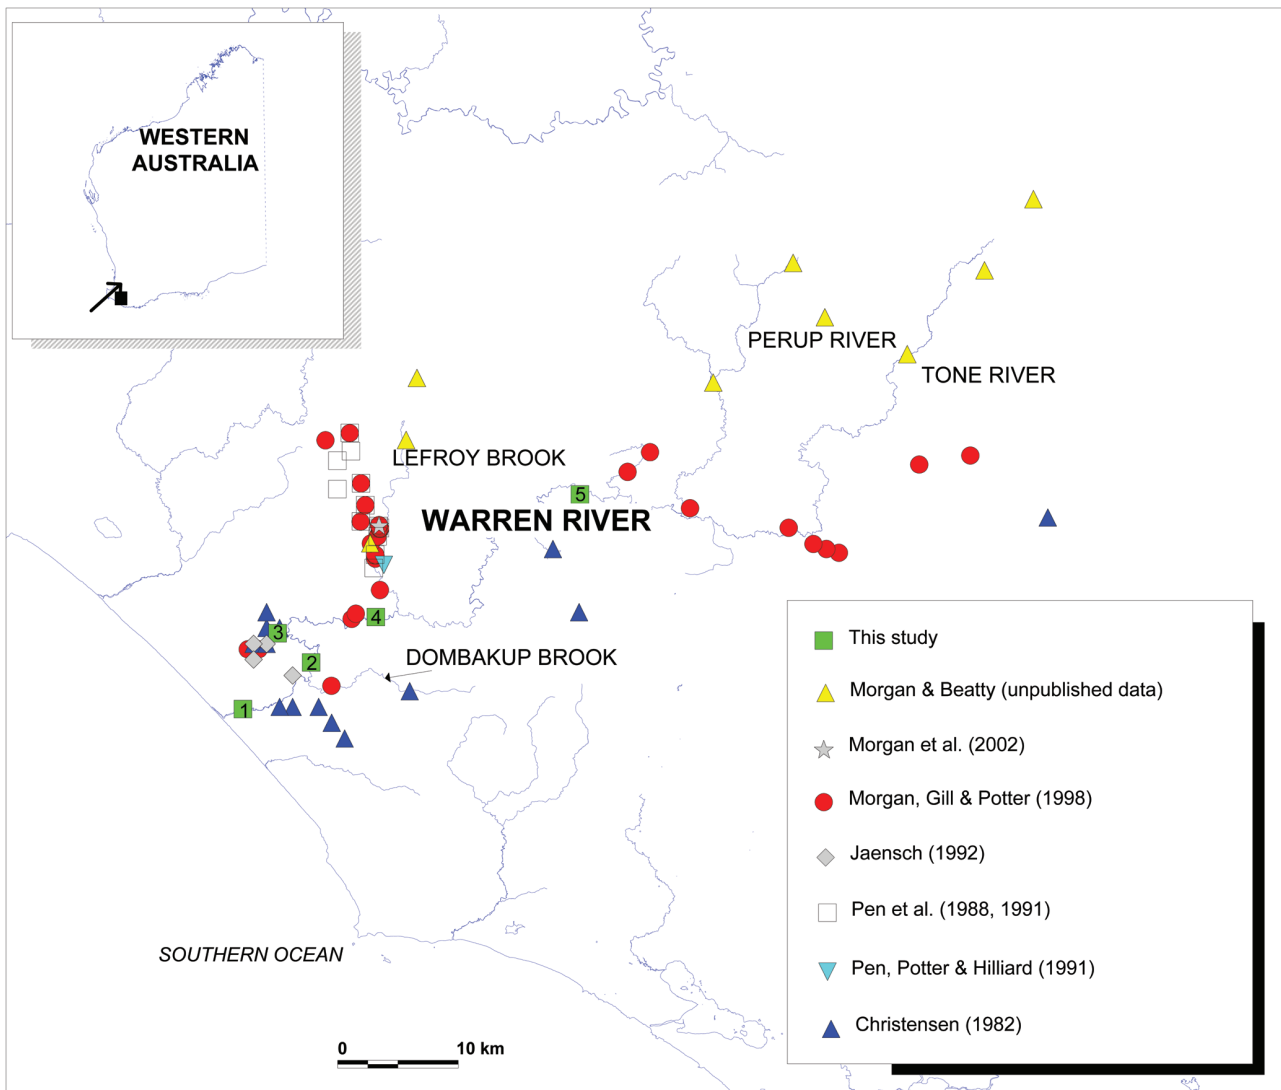 WESTERN
AUSTRALIA
PERUP RIVER
TONE RIVER
LEFROY BROOK
5
WARREN RIVER
4
3
2
DOMBAKUP BROOK
1
This study
Morgan & Beatty (unpublished data)
Morgan et al. (2002)
Morgan, Gill & Potter (1998)
Jaensch (1992)
Pen et al. (1988, 1991)
Pen, Potter & Hilliard (1991)
Christensen (1982)
SOUTHERN OCEAN
0 10 km